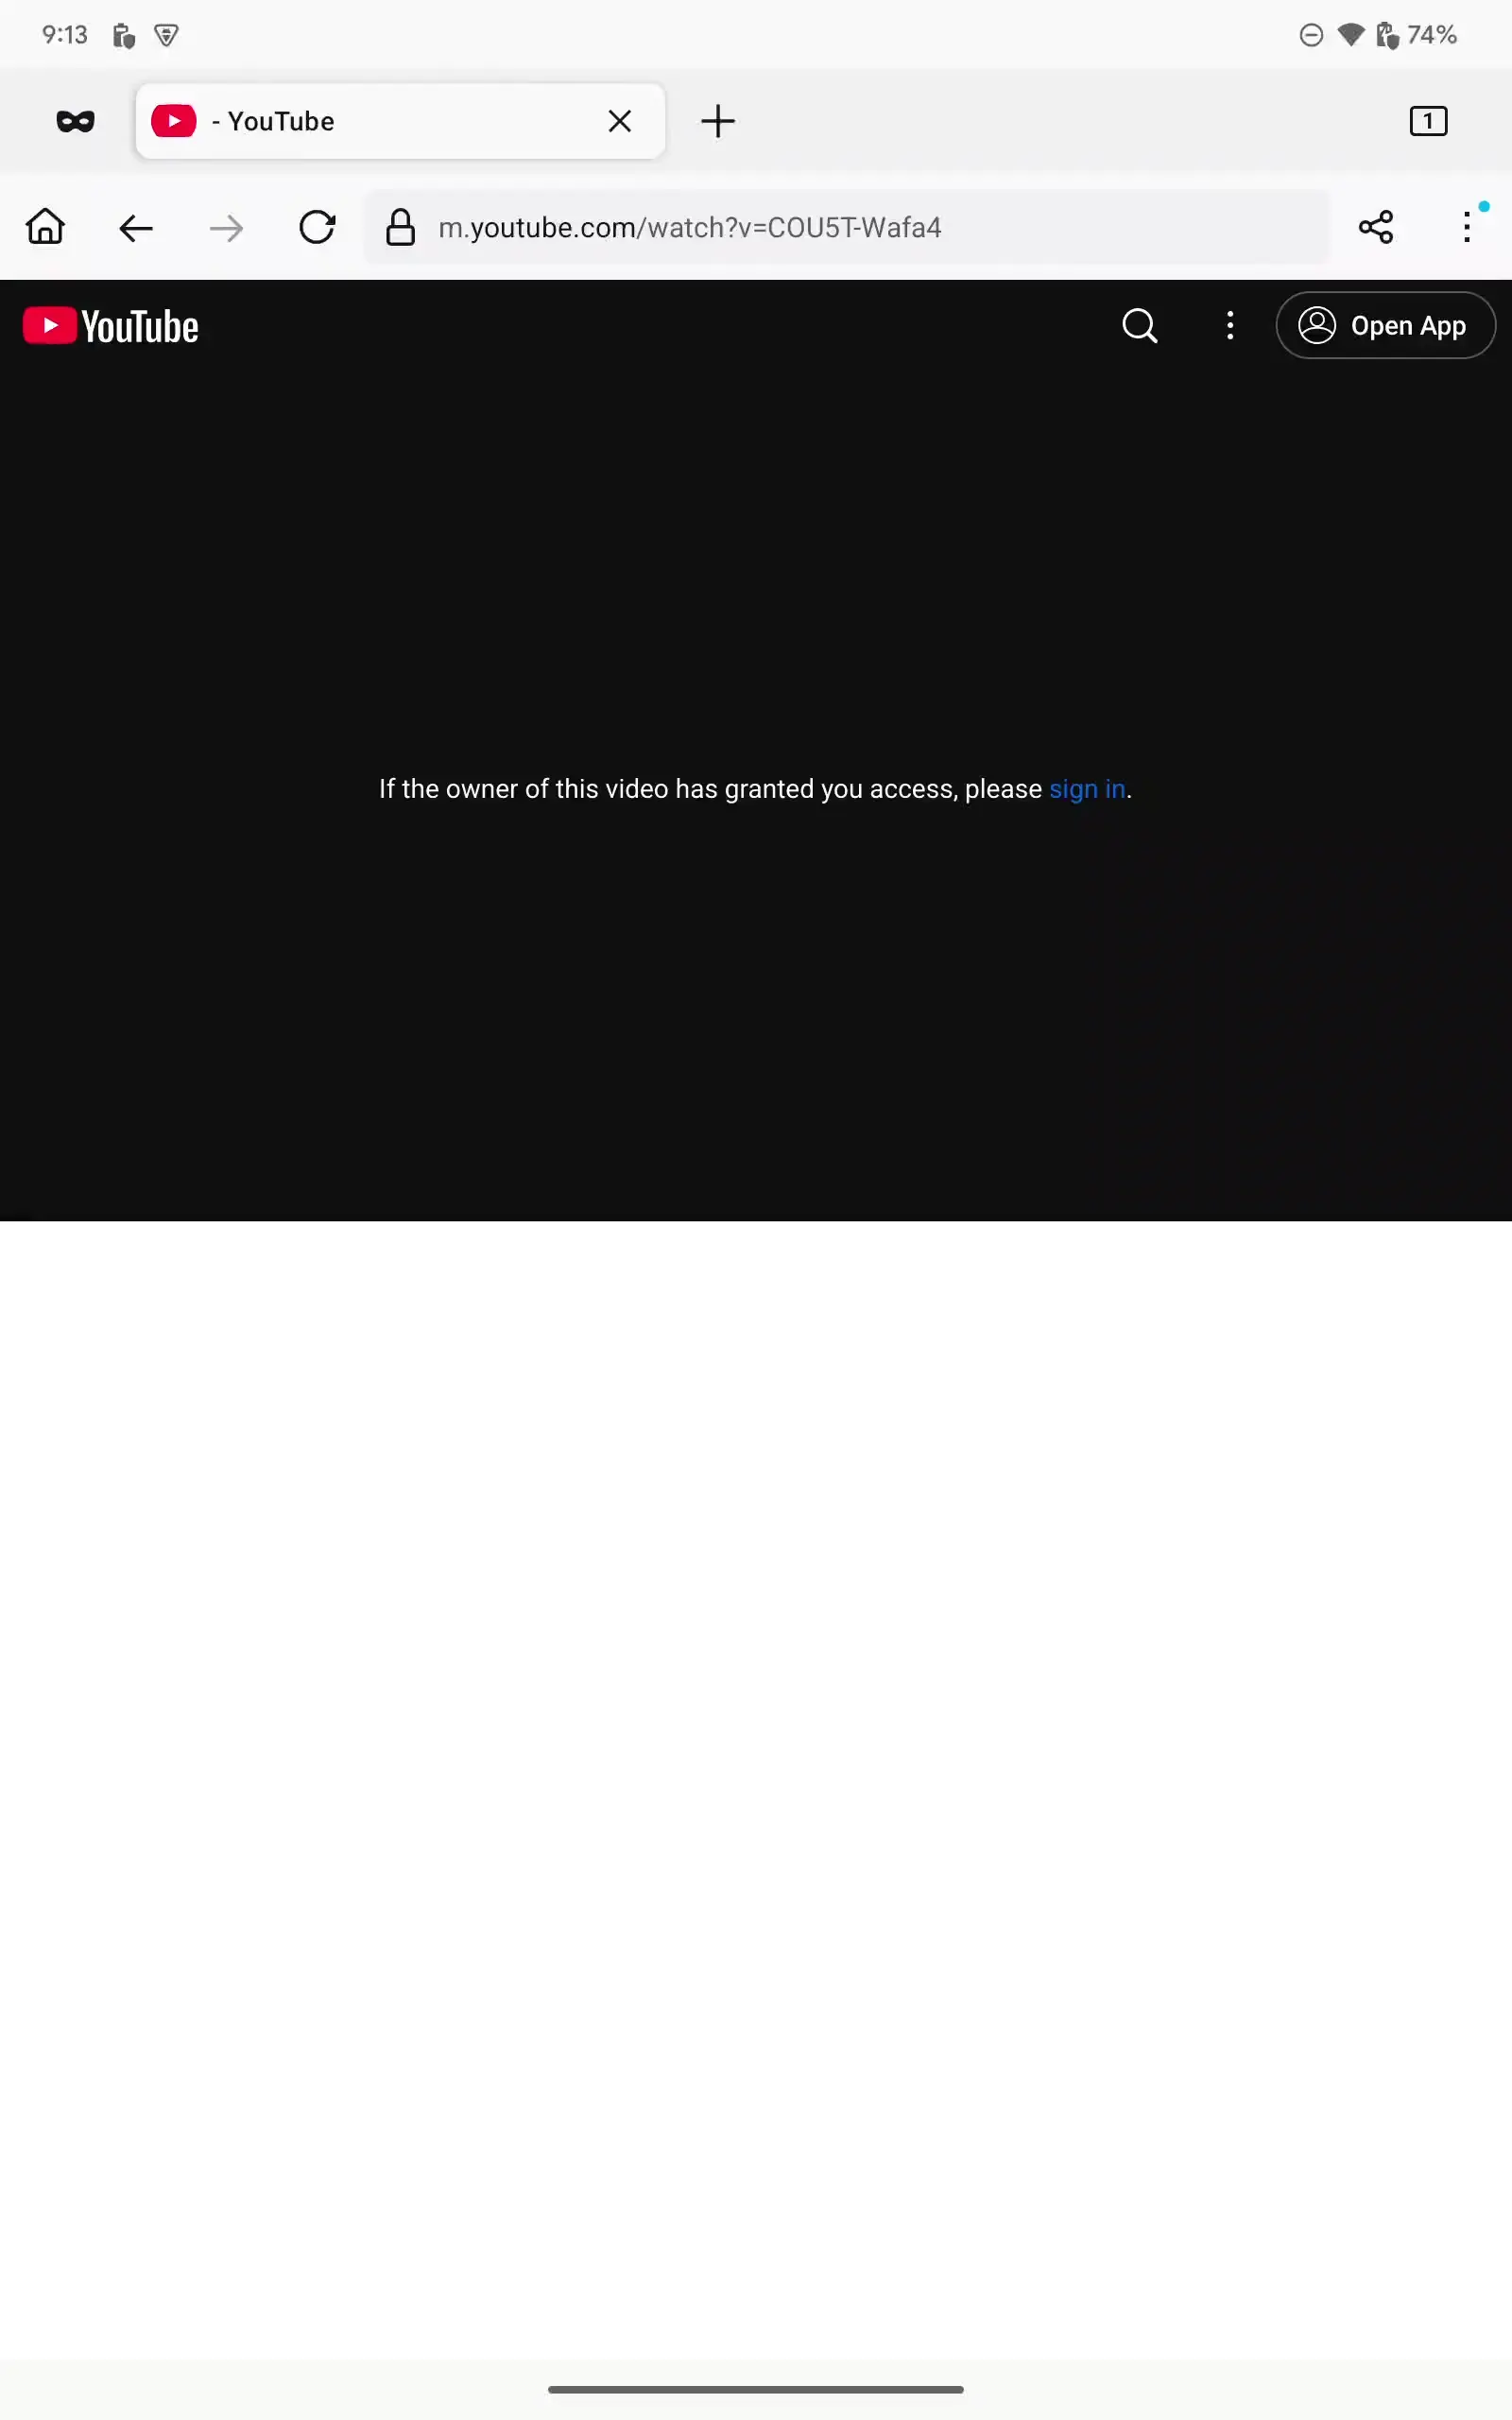 9:13 74%
- YouTube 1
m.youtube.com/watch?v=COU5T-Wafa4
YouTube Open App
If the owner of this video has granted you access, please sign in.